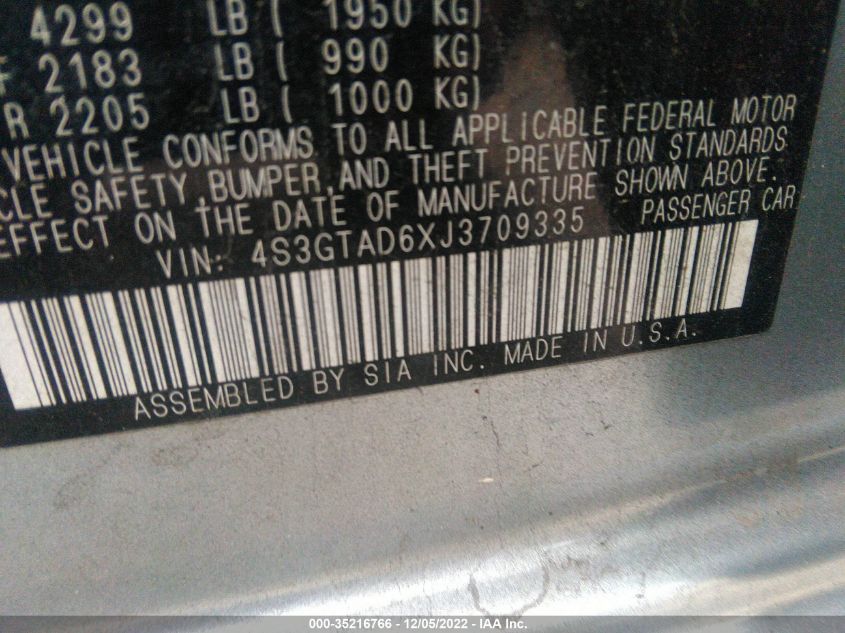 4299 LB ( 1950 KG)
F 2183 LB ( 990 KG)
R 2205 LB ( 1000 KG)
VEHICLE CONFORMS TO ALL APPLICABLE FEDERAL MOTOR
CLE SAFETY,BUMPER,AND THEFT PREVENTION STANDARDS
EFFECT ON THE DATE OF MANUFACTURE SHOWN ABOVE.
VIN: 4S3GTAD6XJ3709335 PASSENGER CAR
ASSEMBLED BY SIA INC. MADE IN U.S.A.
000-35216766 - 12/05/2022 - IAA Inc.